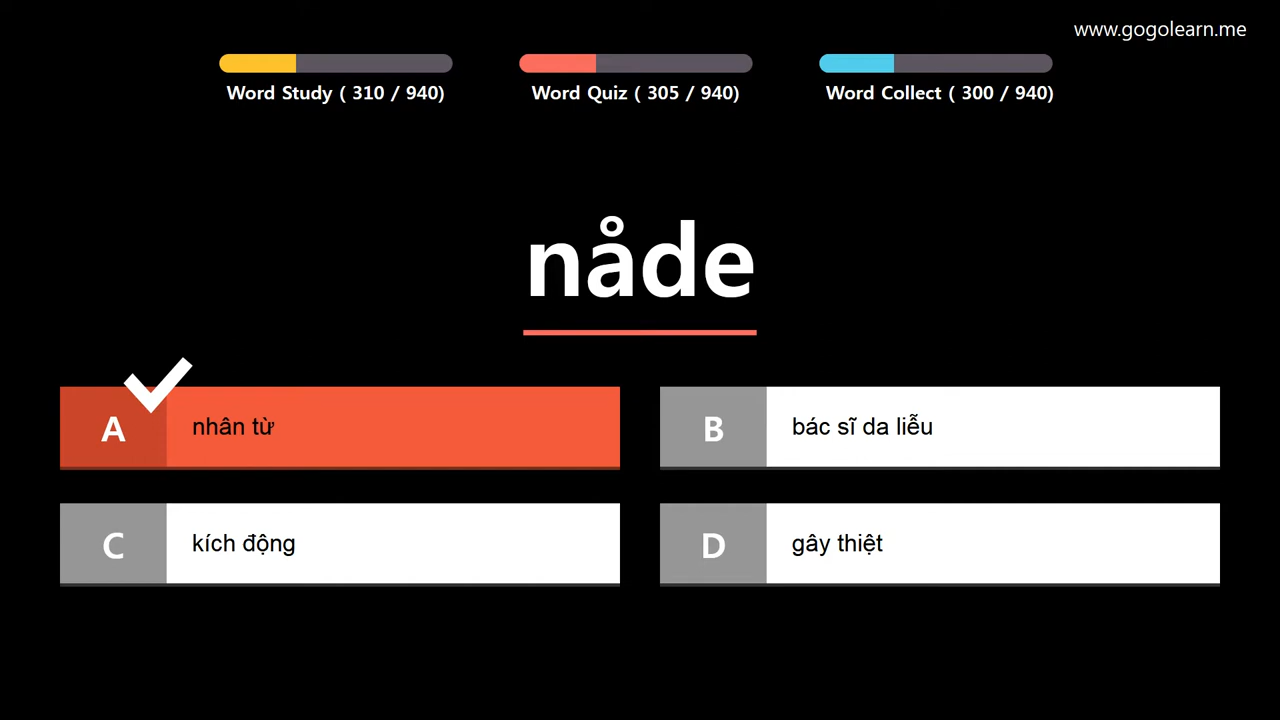 www.gogolearn.me
Word Study ( 310 / 940)
Word Quiz ( 305 / 940)
Word Collect ( 300 / 940)
nåde
A nhân từ
B bác sĩ da liễu
C kích động
D gây thiệt